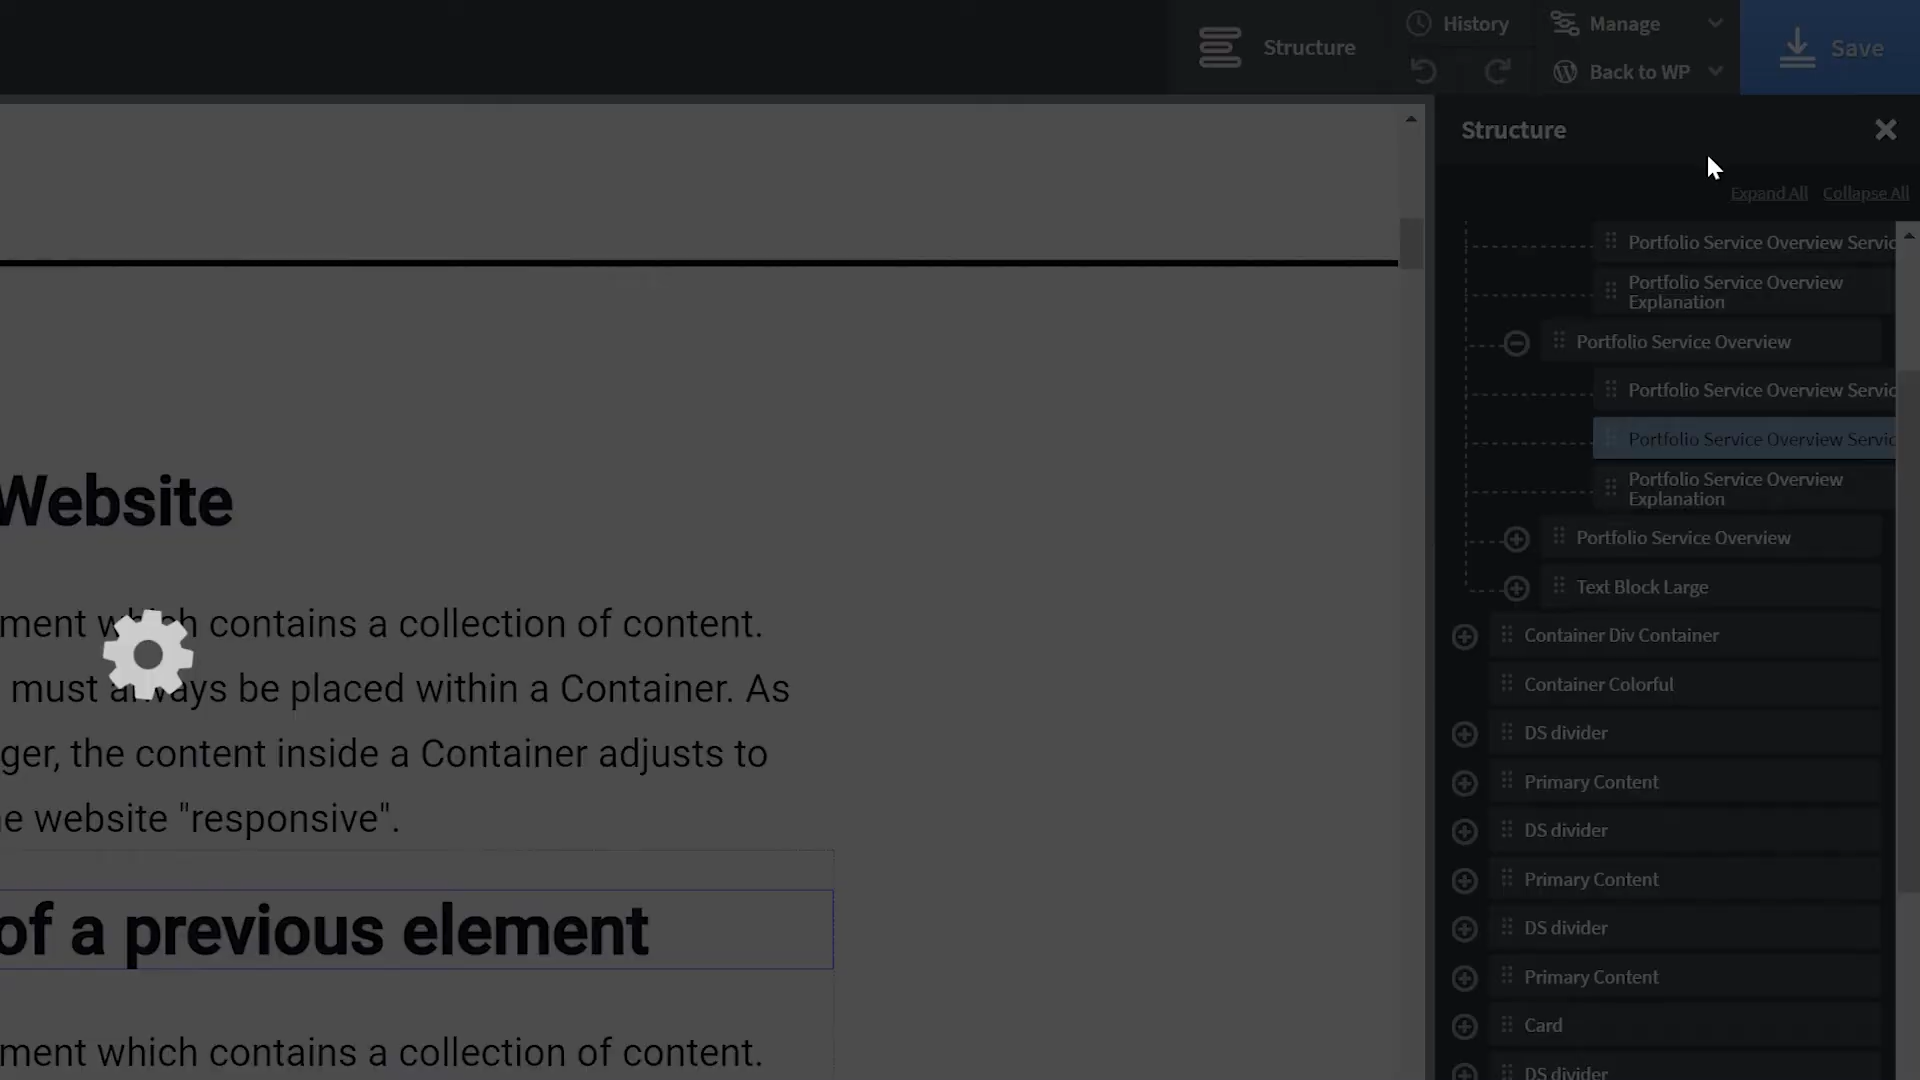 Structure
History
Manage
Back to WP
Save
Structure
Expand All
Collapse All
Portfolio Service Overview Servic
Portfolio Service Overview
Explanation
Portfolio Service Overview
Portfolio Service Overview Servic
Portfolio Service Overview Servic
Portfolio Service Overview
Explanation
Portfolio Service Overview
Text Block Large
Container Div Container
Container Colorful
DS divider
Primary Content
DS divider
Primary Content
DS divider
Primary Content
Card
DS divider
Website
ment which contains a collection of content.
must always be placed within a Container. As
ger, the content inside a Container adjusts to
ne website "responsive".
of a previous element
ment which contains a collection of content.